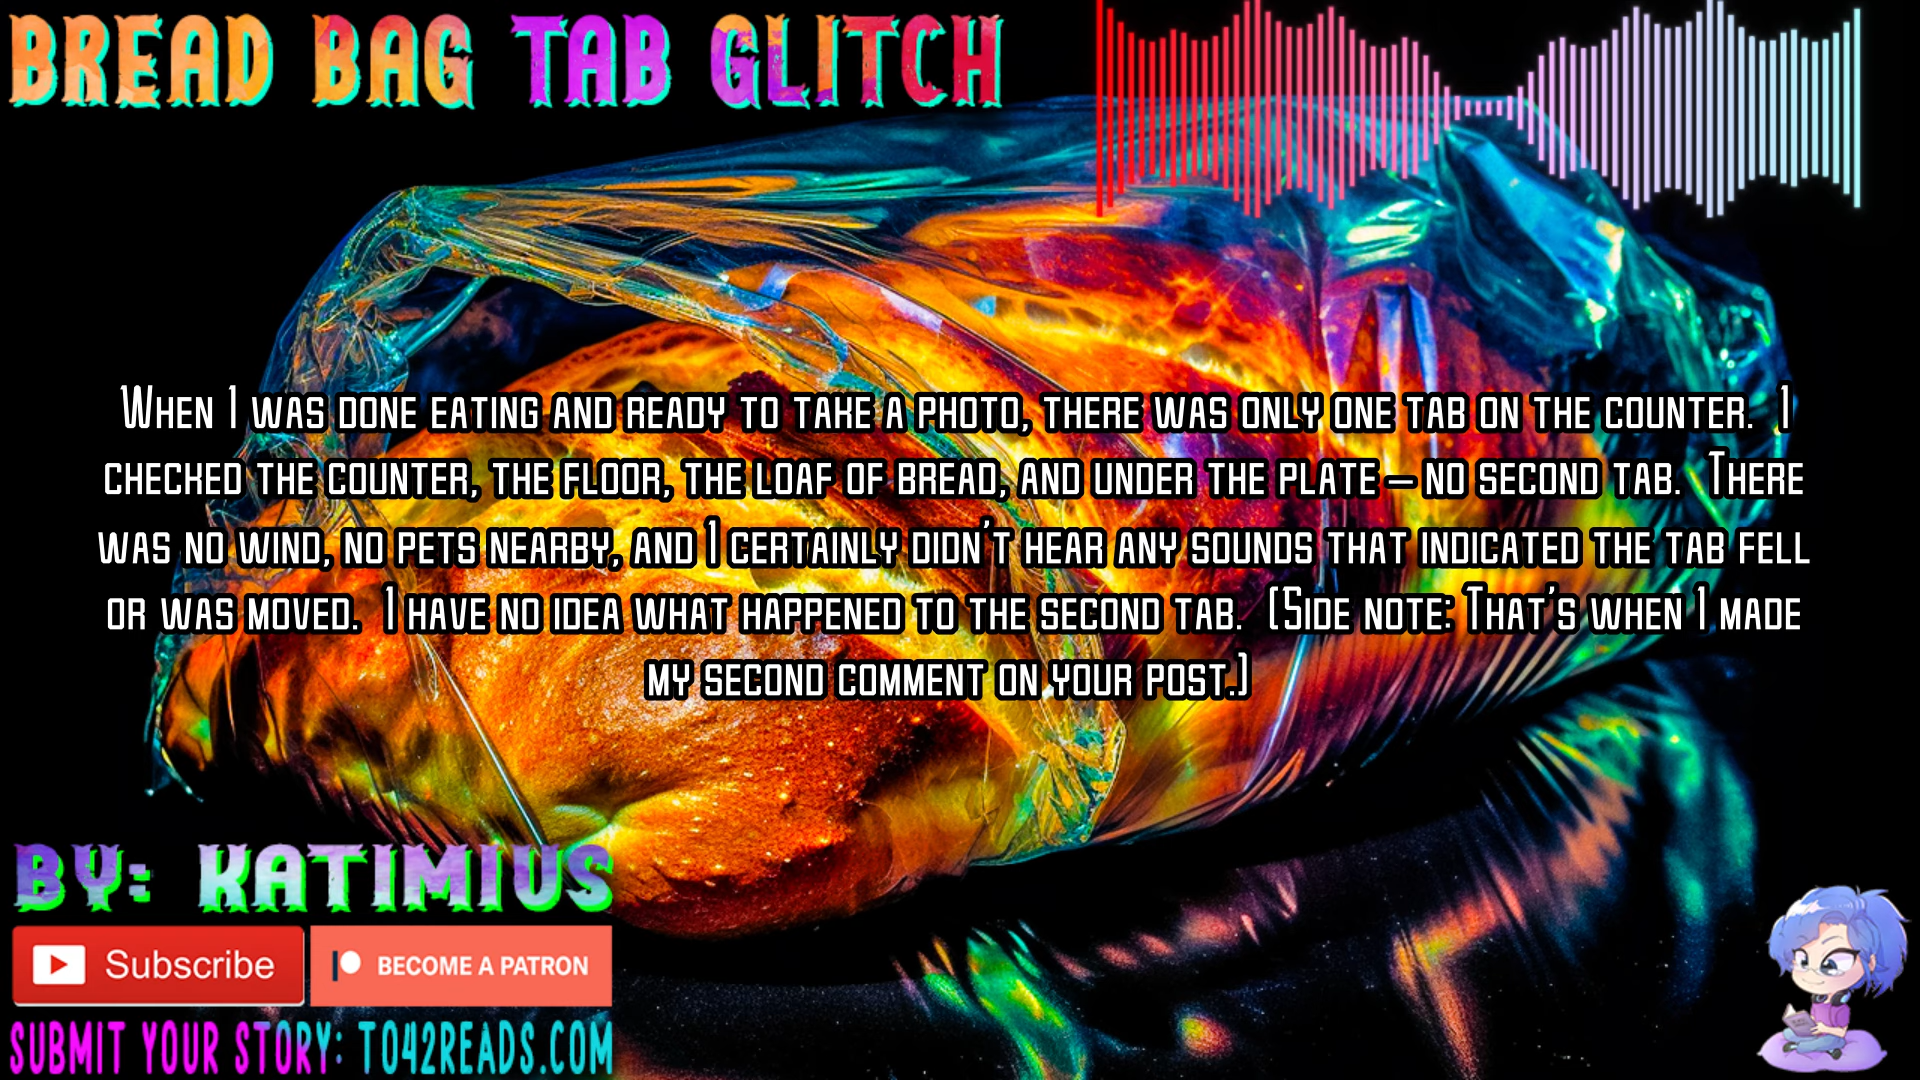 BREAD BAG TAB GLITCH
When I was done eating and ready to take a photo, there was only one tab on the counter. I
checked the counter, the floor, the loaf of bread, and under the plate – no second tab. There
was no wind, no pets nearby, and I certainly didn't hear any sounds that indicated the tab fell
or was moved. I have no idea what happened to the second tab. (Side note: That's when I made
my second comment on your post.)
BY: KATIMIUS
Subscribe
BECOME A PATRON
SUBMIT YOUR STORY: TO42READS.COM